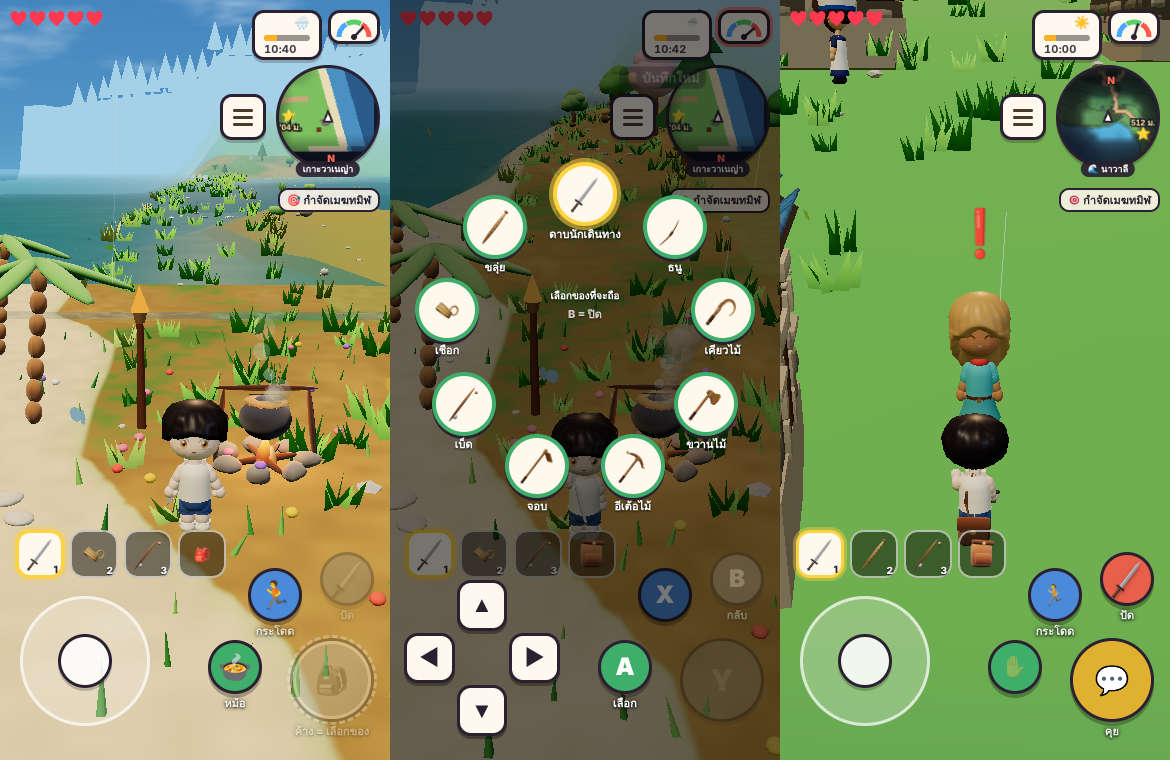 10:40
'04 ม.
N
เกาะวาเนญ่า
กำจัดเมฆทมิฬ
1
2
3
กระโดด
ปัด
หม้อ
ค้าง = เลือกของ
10:42
บันทึกใหม่
'04 ม.
N
เกาะวาเนญ่า
กำจัดเมฆทมิฬ
ดาบนักเดินทาง
ขลุ่ย
ธนู
เลือกของที่จะถือ
B = ปิด
เชือก
เคียวไม้
เบ็ด
ขวานไม้
จอบ
อีเต้อไม้
1
2
3
X
B
กลับ
A
เลือก
Y
10:00
N
512 ม.
นาวาลี
กำจัดเมฆทมิฬ
1
2
3
กระโดด
ปัด
คุย